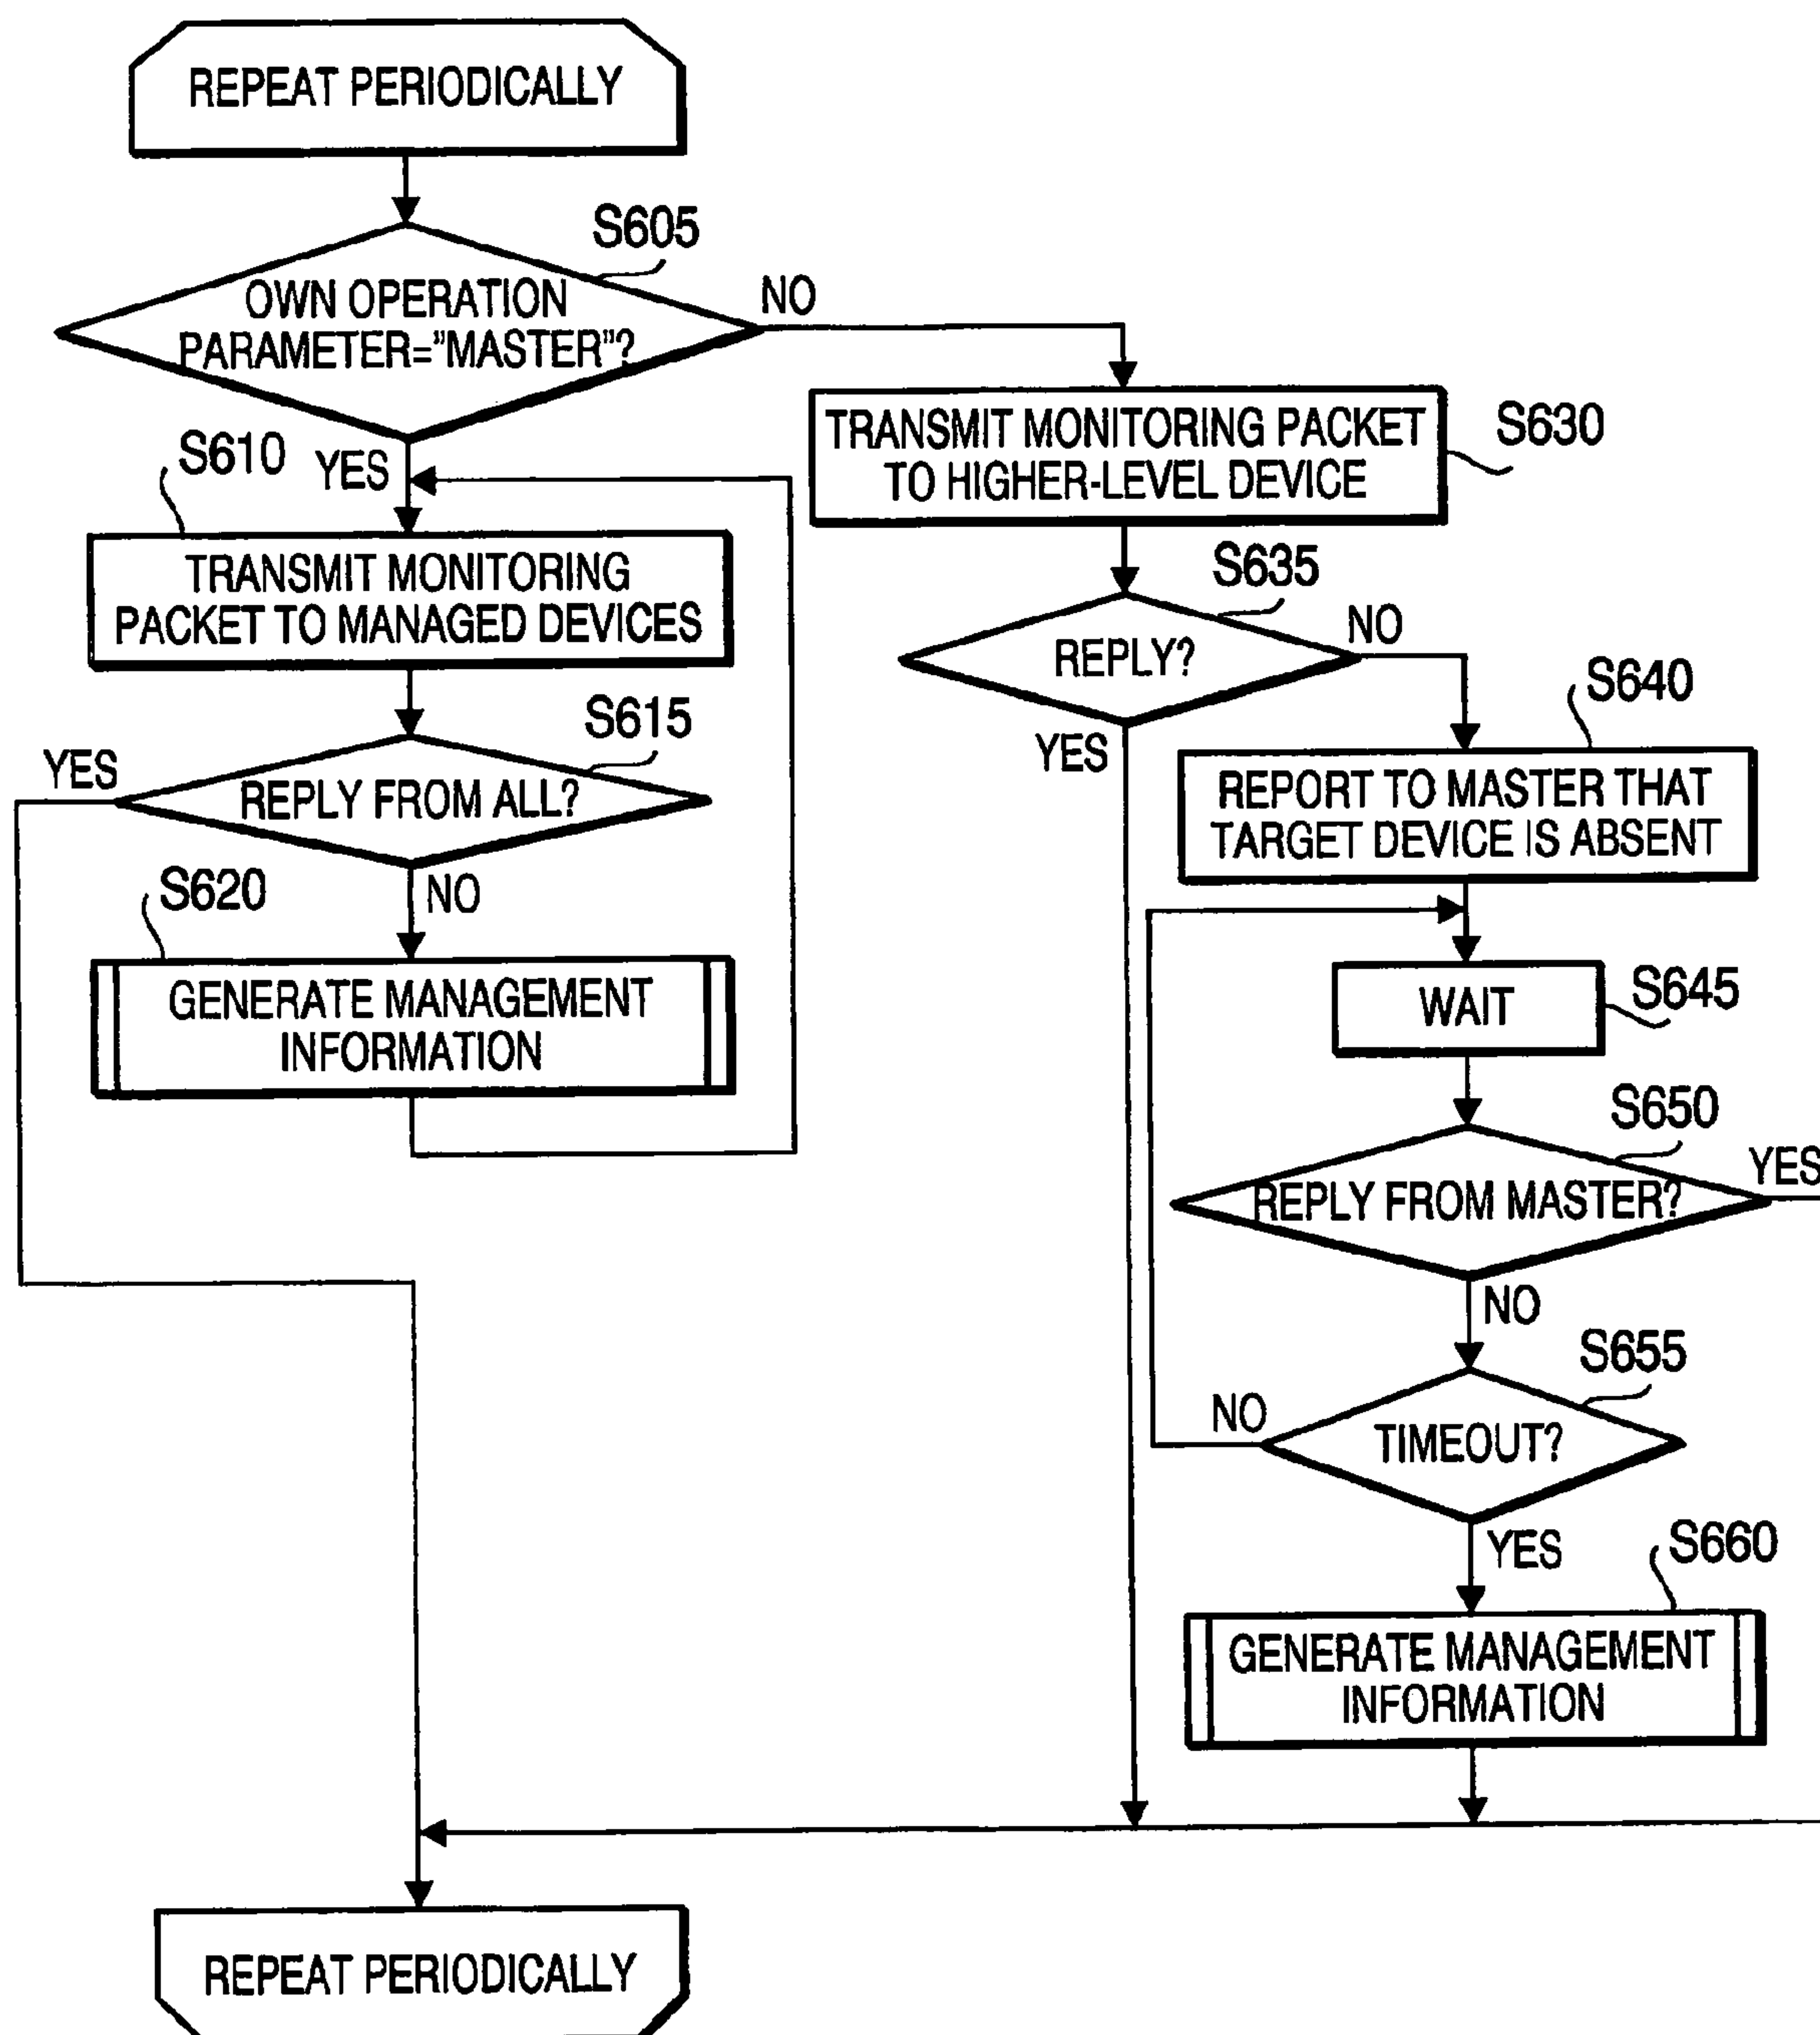 REPEAT PERIODICALLY
S605
OWN OPERATION
PARAMETER="MASTER"?
NO
YES
S610
TRANSMIT MONITORING
PACKET TO MANAGED DEVICES
S615
REPLY FROM ALL?
YES
NO
S620
GENERATE MANAGEMENT
INFORMATION
TRANSMIT MONITORING PACKET
TO HIGHER-LEVEL DEVICE
S630
S635
REPLY?
NO
YES
S640
REPORT TO MASTER THAT
TARGET DEVICE IS ABSENT
WAIT
S645
S650
REPLY FROM MASTER?
YES
NO
S655
TIMEOUT?
NO
YES
S660
GENERATE MANAGEMENT
INFORMATION
REPEAT PERIODICALLY